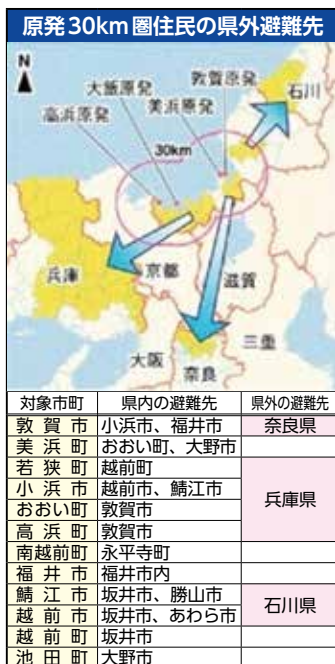 原発30km圏住民の県外避難先
N
敦賀原発
石川
大飯原発
美浜原発
高浜原発
30km
兵庫
京都
滋賀
三重
大阪
奈良
対象市町 県内の避難先 県外の避難先
敦賀市 小浜市、福井市 奈良県
美浜町 おおい町、大野市
若狭町 越前町
小浜市 越前市、鯖江市
兵庫県
おおい町 敦賀市
高浜町 敦賀市
南越前町 永平寺町
福井市 福井市内
鯖江市 坂井市、勝山市
石川県
越前市 坂井市、あわら市
越前町 坂井市
池田町 大野市